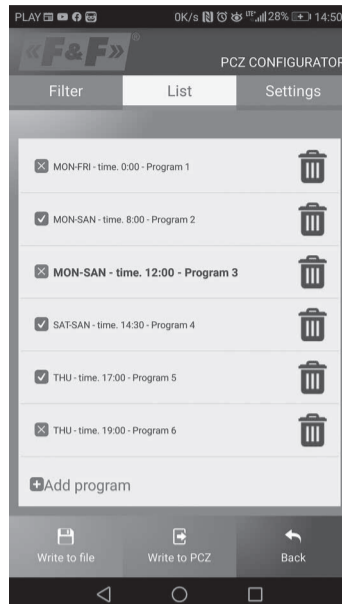 PLAY 0K/s LTE 28% 14:50
«F&F»®
PCZ CONFIGURATOR
Filter List Settings
MON-FRI - time. 0:00 - Program 1
MON-SAN - time. 8:00 - Program 2
MON-SAN - time. 12:00 - Program 3
SAT-SAN - time. 14:30 - Program 4
THU - time. 17:00 - Program 5
THU - time. 19:00 - Program 6
Add program
Write to file Write to PCZ Back